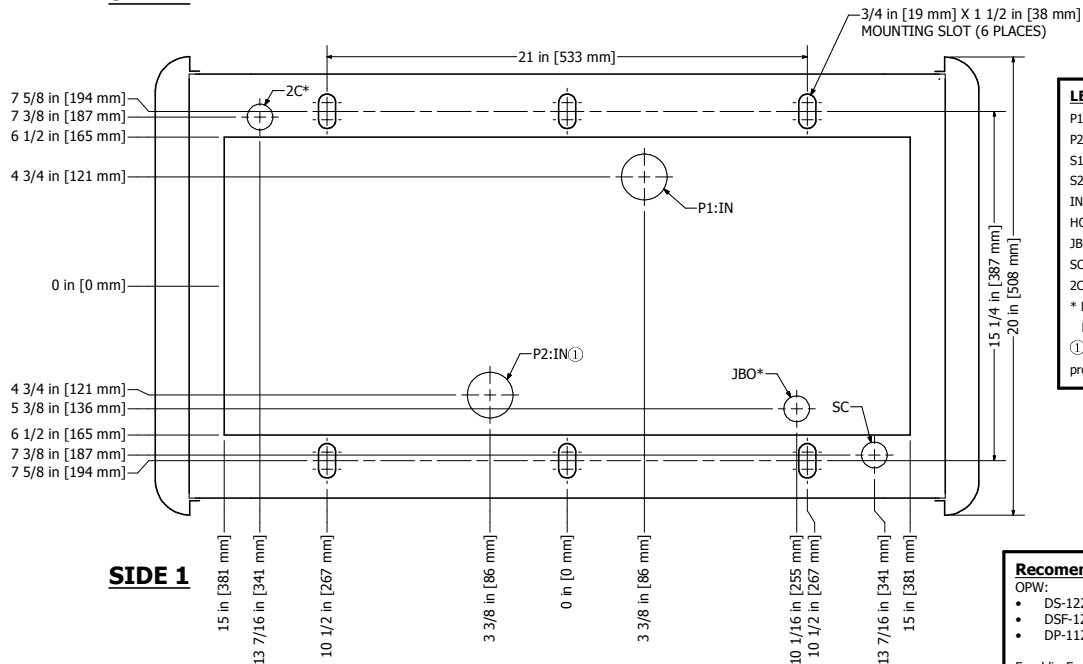 3/4 in [19 mm] X 1 1/2 in [38 mm]
MOUNTING SLOT (6 PLACES)
21 in [533 mm]
2C*
7 5/8 in [194 mm]
7 3/8 in [187 mm]
6 1/2 in [165 mm]
4 3/4 in [121 mm]
P1:IN
0 in [0 mm]
15 1/4 in [387 mm]
20 in [508 mm]
P2:IN①
JBO*
SC
4 3/4 in [121 mm]
5 3/8 in [136 mm]
6 1/2 in [165 mm]
7 3/8 in [187 mm]
7 5/8 in [194 mm]
SIDE 1
15 in [381 mm]
13 7/16 in [341 mm]
10 1/2 in [267 mm]
3 3/8 in [86 mm]
0 in [0 mm]
3 3/8 in [86 mm]
10 1/16 in [255 mm]
10 1/2 in [267 mm]
13 7/16 in [341 mm]
15 in [381 mm]
P1
P2
S1
S2
IN
JB
SC
2C
*
①
OPW:
• DS-122
• DSF-12
• DP-112